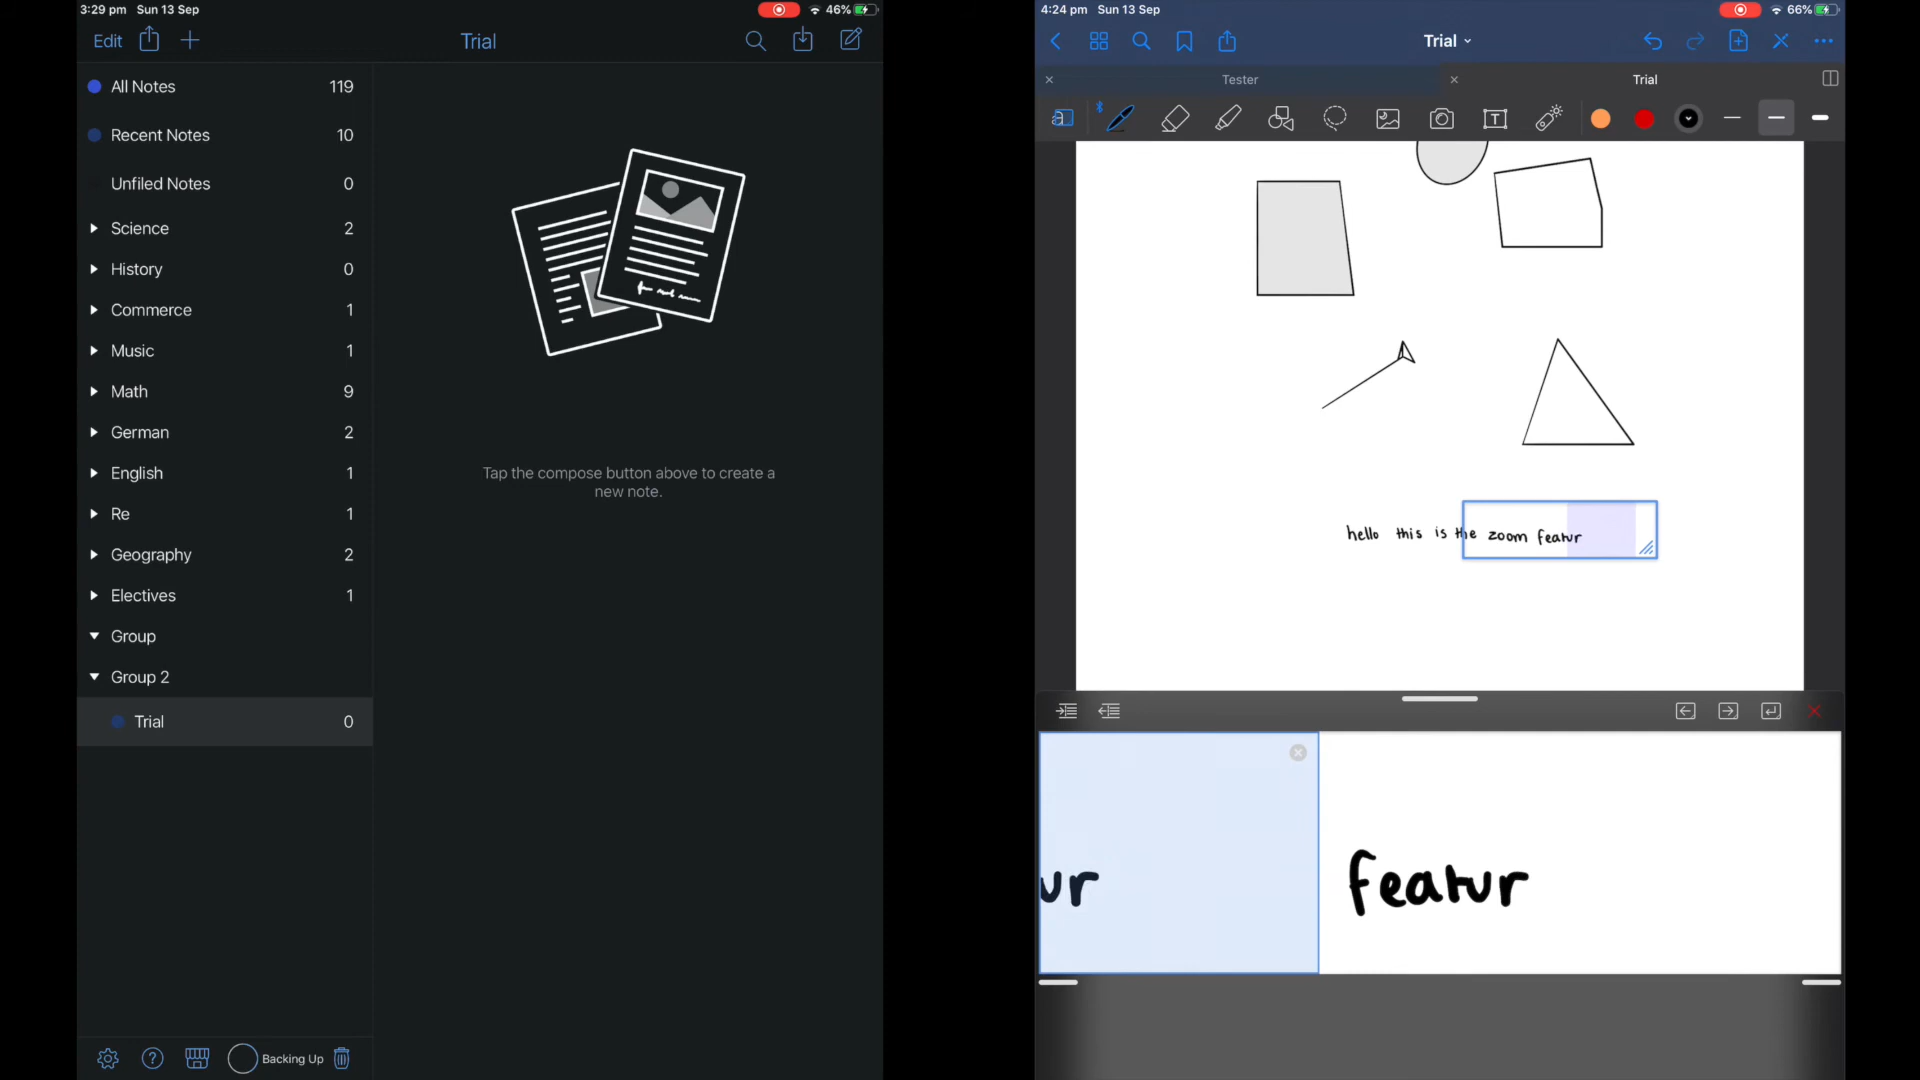 3:29 pm Sun 13 Sep 46%
Edit Trial
All Notes 119
Recent Notes 10
Unfiled Notes 0
Science 2
History 0
Commerce 1
Music 1
Math 9
German 2
English 1
Re 1
Geography 2
Electives 1
Group
Group 2
Trial 0
Backing Up
Tap the compose button above to create a
new note.
4:24 pm Sun 13 Sep 66%
Trial
Tester Trial
hello this is the zoom featur
ur featur